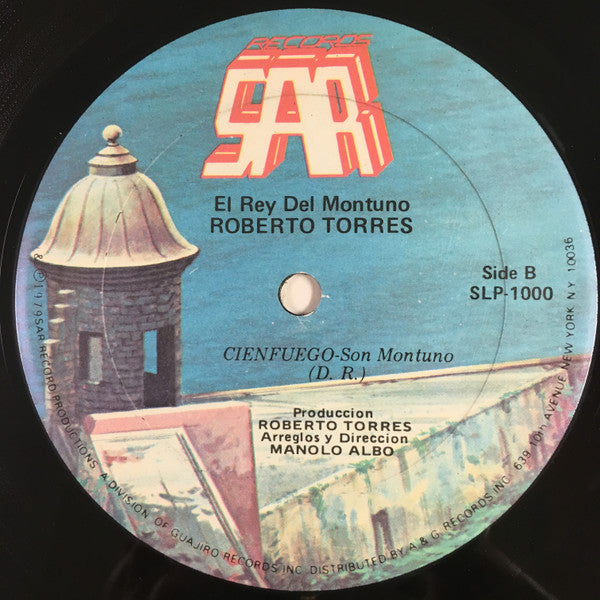 RECORDS
SAR
El Rey Del Montuno
ROBERTO TORRES
Side B
SLP-1000
CIENFUEGO-Son Montuno
(D. R.)
Produccion
ROBERTO TORRES
Arreglos y Direccion
MANOLO ALBO
&℗©1979 SAR RECORD PRODUCTIONS. A DIVISION OF GUAJIRO RECORDS INC. DISTRIBUTED BY A & G. RECORDS INC. 639 10th AVENUE NEW YORK N.Y. 10036